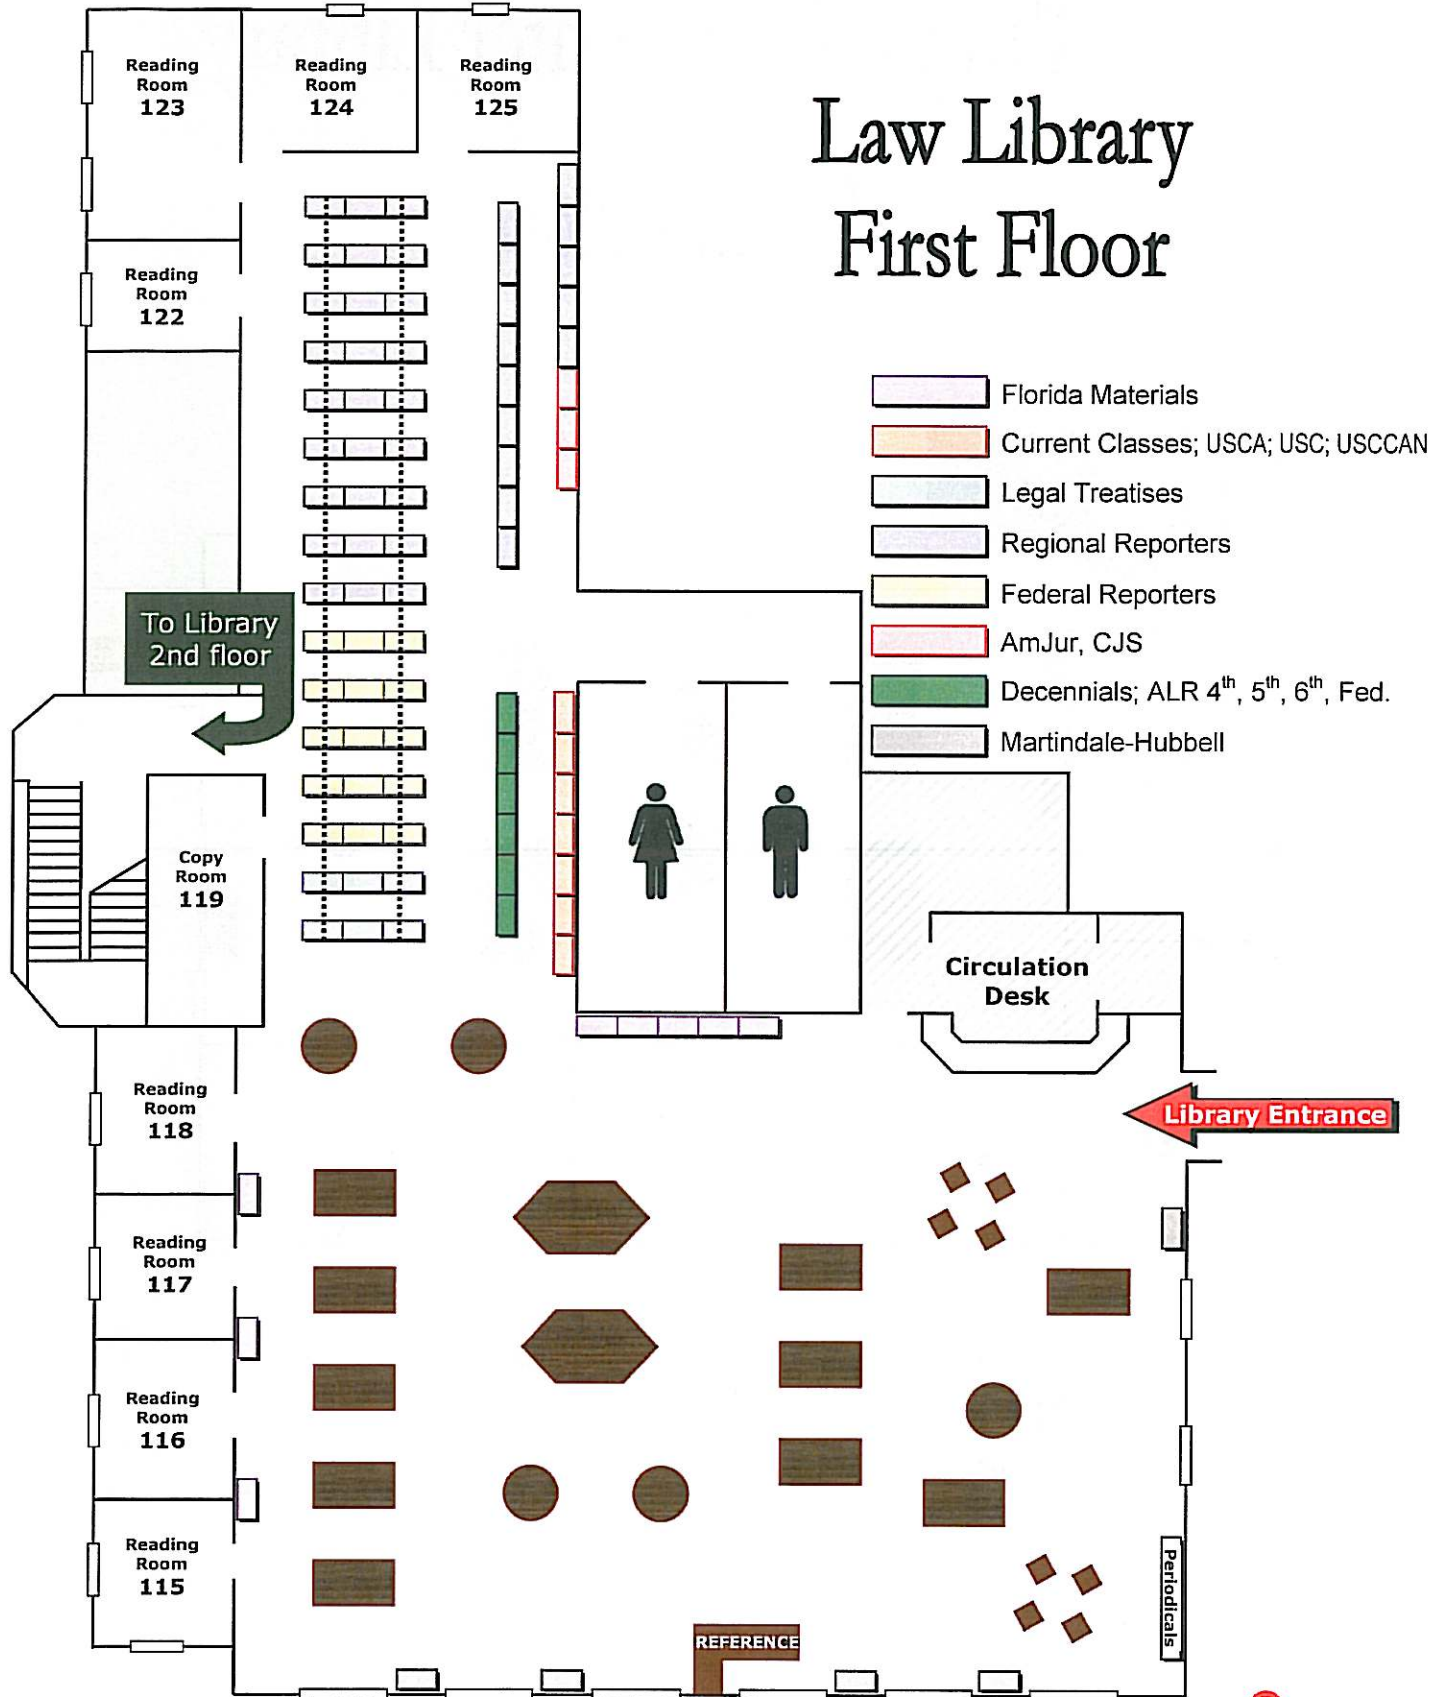 Law Library
First Floor
Reading
Room
123
Reading
Room
124
Reading
Room
125
Reading
Room
122
Florida Materials
Current Classes; USCA; USC; USCCAN
Legal Treatises
Regional Reporters
Federal Reporters
AmJur, CJS
Decennials; ALR 4th, 5th, 6th, Fed.
Martindale-Hubbell
To Library
2nd floor
Copy
Room
119
Circulation
Desk
Library Entrance
Reading
Room
118
Reading
Room
117
Reading
Room
116
Reading
Room
115
Periodicals
REFERENCE